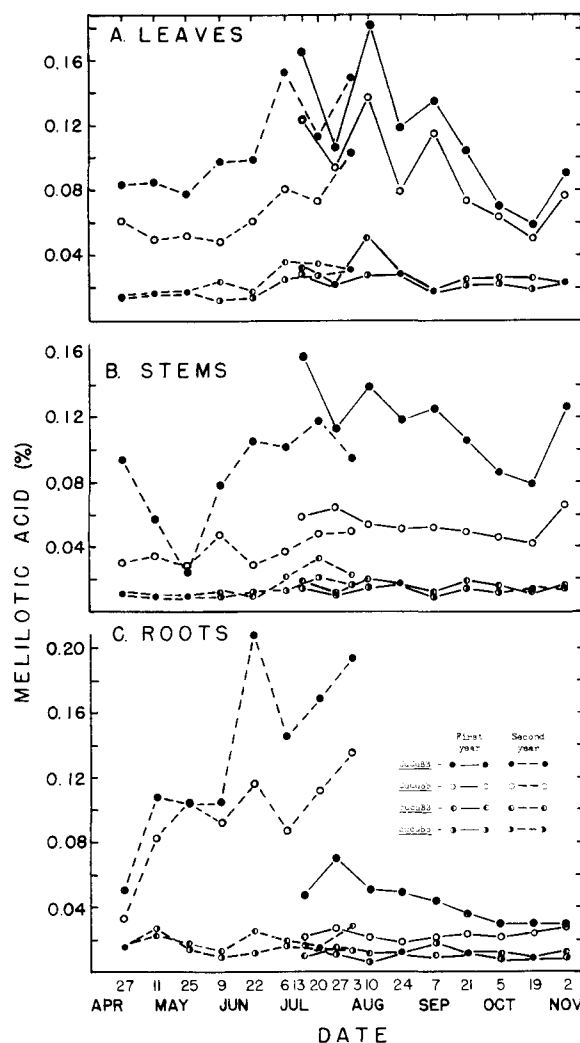 A. LEAVES
0.16
0.12
0.08
0.04
B. STEMS
0.16
0.12
0.08
0.04
C. ROOTS
0.20
0.16
0.12
0.08
0.04
MELILOTIC ACID (%)
First year
Second year
27 11 25 9 22 6 13 20 27 3 10 24 7 21 5 19 2
APR MAY JUN JUL AUG SEP OCT NOV
DATE